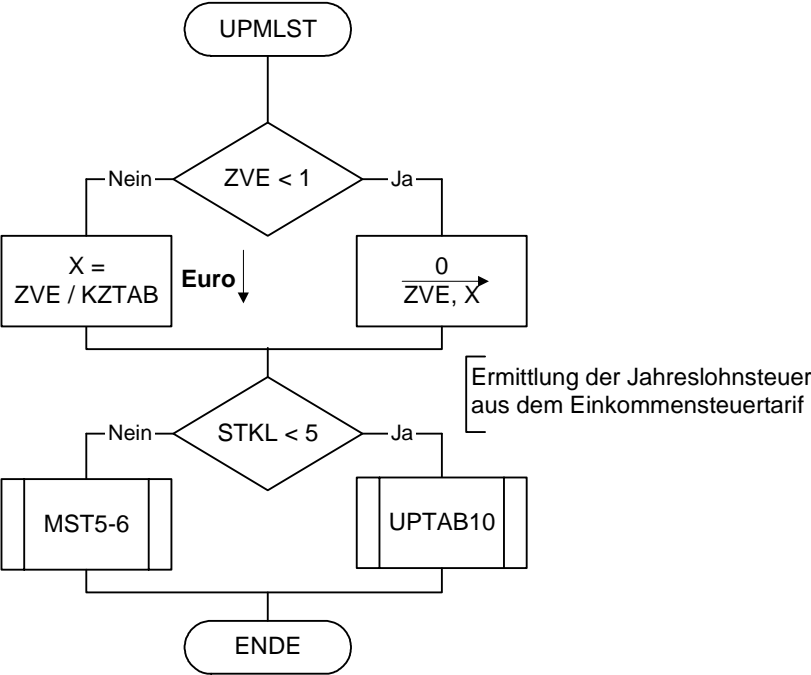 UPMLST
ZVE < 1
Nein
Ja
X =
ZVE / KZTAB
Euro
0
ZVE, X
Ermittlung der Jahreslohnsteuer
aus dem Einkommensteuertarif
STKL < 5
Nein
Ja
MST5-6
UPTAB10
ENDE